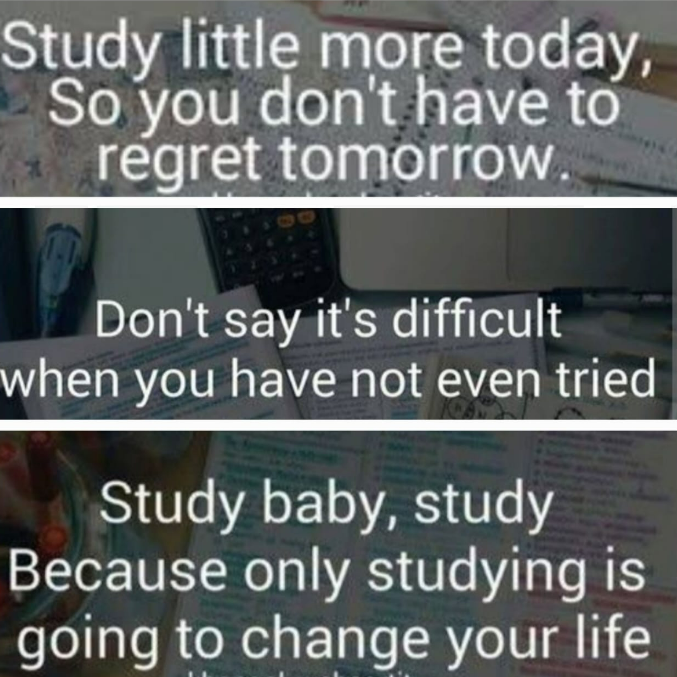 Study little more today,
So you don't have to
regret tomorrow.
Don't say it's difficult
when you have not even tried
Study baby, study
Because only studying is
going to change your life